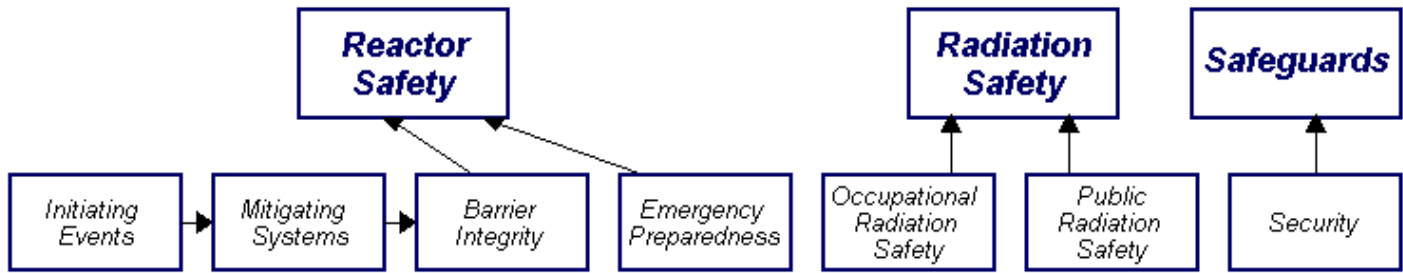 Reactor
Safety
Radiation
Safety
Safeguards
Initiating
Events
Mitigating
Systems
Barrier
Integrity
Emergency
Preparedness
Occupational
Radiation
Safety
Public
Radiation
Safety
Security